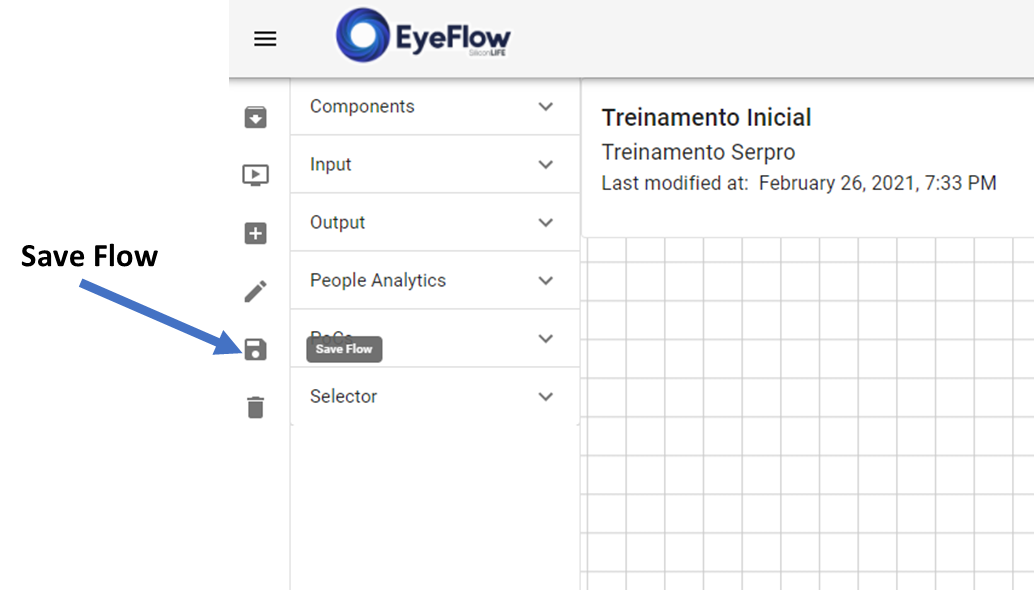 EyeFlow
SiliconLIFE
Components
Input
Output
People Analytics
PoCs
Save Flow
Selector
Treinamento Inicial
Treinamento Serpro
Last modified at: February 26, 2021, 7:33 PM
Save Flow